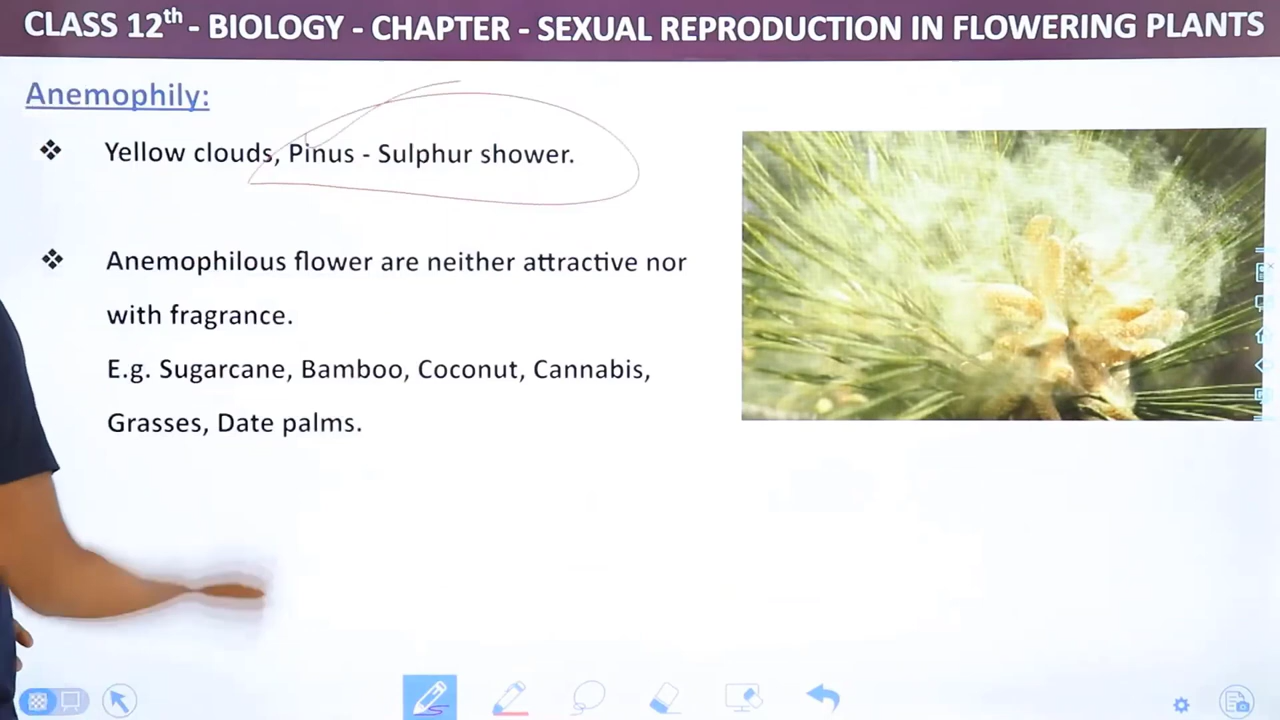 CLASS 12th - BIOLOGY - CHAPTER - SEXUAL REPRODUCTION IN FLOWERING PLANTS
Anemophily:
❖ Yellow clouds, Pinus - Sulphur shower.
❖ Anemophilous flower are neither attractive nor
with fragrance.
E.g. Sugarcane, Bamboo, Coconut, Cannabis,
Grasses, Date palms.